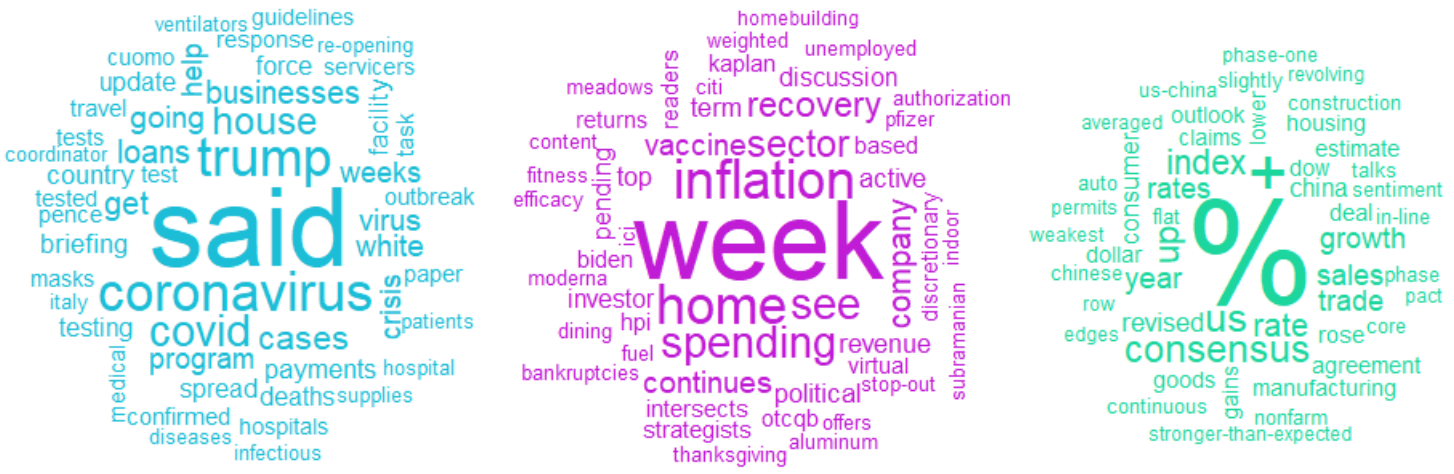 ventilators guidelines
response re-opening
cuomo help force servicers
update businesses
travel going house facility task
tests
coordinator loans trump weeks
country test
tested get said outbreak
pence virus
briefing white
masks coronavirus crisis paper
italy
testing covid cases patients
medical program payments hospital
spread deaths supplies
confirmed hospitals
diseases
infectious
homebuilding
weighted unemployed
readers kaplan discussion
meadows citi
term recovery authorization
returns pfizer
content vaccine sector based
pending
fitness top inflation active
efficacy
ici week company discretionary indoor
biden
moderna
investor home see subramanian
dining hpi
fuel spending revenue
bankruptcies virtual
continues political stop-out
intersects otcqb offers
strategists aluminum
thanksgiving
phase-one
us-china slightly revolving
averaged outlook lower construction
claims housing
consumer index + dow estimate
talks
auto rates china sentiment
permits flat % deal in-line
weakest up growth
dollar
chinese year sales phase
row trade pact
edges revised us rate rose core
consensus agreement
goods gains manufacturing
continuous nonfarm
stronger-than-expected